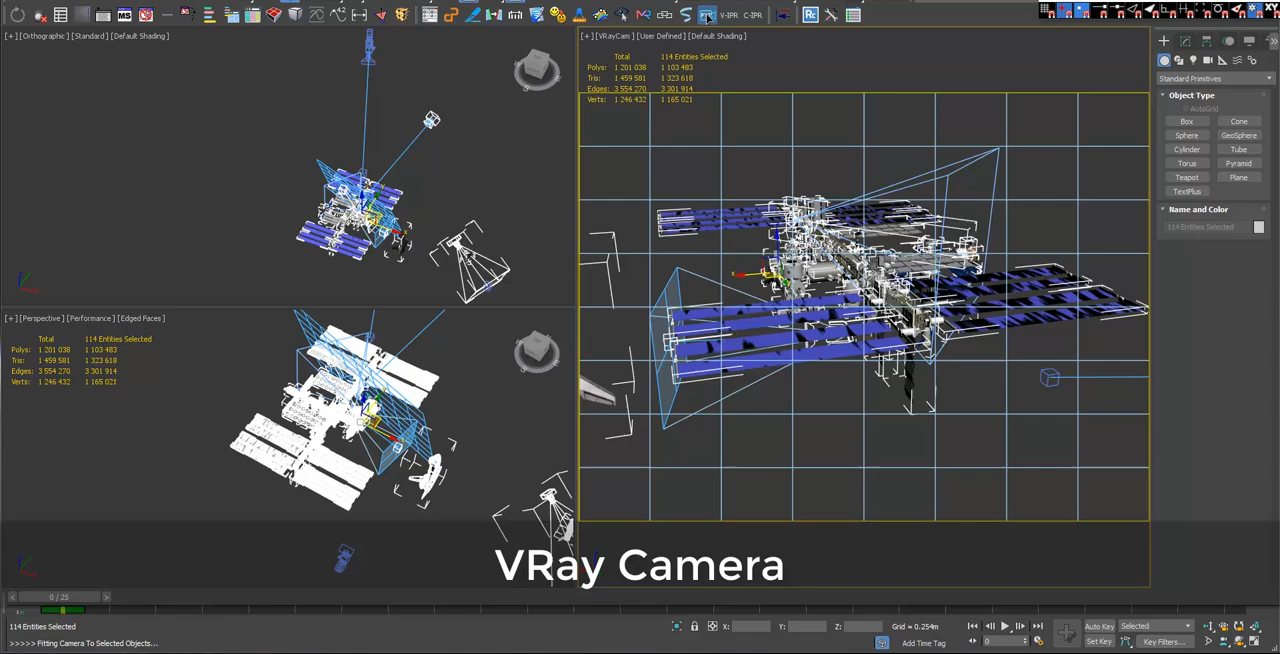 MS
4.2
V-IPR
C-IPR
Rc
XY
[+] [Orthographic] [Standard] [Default Shading]
[+] [VRayCam] [User Defined] [Default Shading]
Total 114 Entities Selected
Polys: 1 201 038 1 103 483
Tris: 1 459 581 1 323 618
Edges: 3 554 270 3 301 914
Verts: 1 246 432 1 165 021
Standard Primitives
Object Type
AutoGrid
Box Cone
Sphere GeoSphere
Cylinder Tube
Torus Pyramid
Teapot Plane
TextPlus
Name and Color
114 Entities Selected
[+] [Perspective] [Performance] [Edged Faces]
Total 114 Entities Selected
Polys: 1 201 038 1 103 483
Tris: 1 459 581 1 323 618
Edges: 3 554 270 3 301 914
Verts: 1 246 432 1 165 021
VRay Camera
< 0 / 25 >
114 Entities Selected
X: Y: Z: Grid = 0.254m
Auto Key Selected
>>>>> Fitting Camera To Selected Objects...
Add Time Tag
0
Set Key Key Filters...